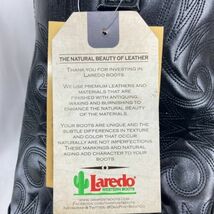 THE NATURAL BEAUTY OF LEATHER
THANK YOU FOR INVESTING IN
LAREDO BOOTS.
WE USE PREMIUM LEATHERS AND
MATERIALS THAT ARE
FINISHED WITH ANTIQUING,
WAXING AND BURNISHING TO
ENHANCE THE NATURAL BEAUTY
OF THE MATERIALS.
YOUR BOOTS ARE UNIQUE AND THE
SUBTLE DIFFERENCES IN TEXTURE
AND COLOR THAT OCCUR
NATURALLY ARE NOT IMPERFECTIONS.
THESE MARKINGS AND NATURAL
AGING ADD CHARACTER TO YOUR
BOOTS.
Laredo
WESTERN BOOTS